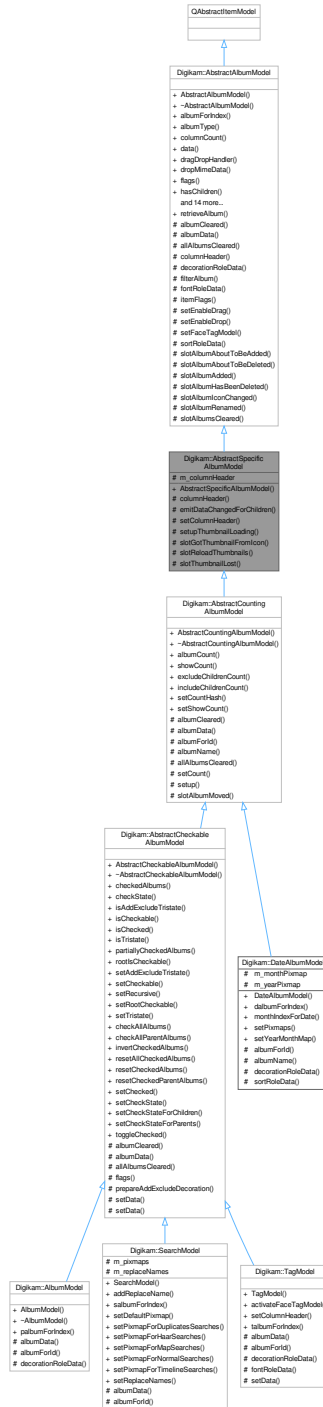 QAbstractItemModel
Digikam::AbstractAlbumModel
+ AbstractAlbumModel()
+ ~AbstractAlbumModel()
+ albumForIndex()
+ albumType()
+ columnCount()
+ data()
+ dragDropHandler()
+ dropMimeData()
+ flags()
+ hasChildren()
and 14 more...
+ retrieveAlbum()
# albumCleared()
# albumData()
# allAlbumsCleared()
# columnHeader()
# decorationRoleData()
# filterAlbum()
# fontRoleData()
# itemFlags()
# setEnableDrag()
# setEnableDrop()
# setFaceTagModel()
# sortRoleData()
# slotAlbumAboutToBeAdded()
# slotAlbumAboutToBeDeleted()
# slotAlbumAdded()
# slotAlbumHasBeenDeleted()
# slotAlbumIconChanged()
# slotAlbumRenamed()
# slotAlbumsCleared()
Digikam::AbstractSpecific
AlbumModel
# m_columnHeader
+ AbstractSpecificAlbumModel()
# columnHeader()
# emitDataChangedForChildren()
# setColumnHeader()
# setupThumbnailLoading()
# slotGotThumbnailFromIcon()
# slotReloadThumbnails()
# slotThumbnailLost()
Digikam::AbstractCounting
AlbumModel
+ AbstractCountingAlbumModel()
+ ~AbstractCountingAlbumModel()
+ albumCount()
+ showCount()
+ excludeChildrenCount()
+ includeChildrenCount()
+ setCountHash()
+ setShowCount()
# albumCleared()
# albumData()
# albumForId()
# albumName()
# allAlbumsCleared()
# setCount()
# setup()
# slotAlbumMoved()
Digikam::AbstractCheckable
AlbumModel
+ AbstractCheckableAlbumModel()
+ ~AbstractCheckableAlbumModel()
+ checkedAlbums()
+ checkState()
+ isAddExcludeTristate()
+ isCheckable()
+ isChecked()
+ isTristate()
+ partiallyCheckedAlbums()
+ rootIsCheckable()
+ setAddExcludeTristate()
+ setCheckable()
+ setRecursive()
+ setRootCheckable()
+ setTristate()
+ checkAllAlbums()
+ checkAllParentAlbums()
+ invertCheckedAlbums()
+ resetAllCheckedAlbums()
+ resetCheckedAlbums()
+ resetCheckedParentAlbums()
+ setChecked()
+ setCheckState()
+ setCheckStateForChildren()
+ setCheckStateForParents()
+ toggleChecked()
# albumCleared()
# albumData()
# allAlbumsCleared()
# flags()
# prepareAddExcludeDecoration()
# setData()
# setData()
Digikam::DateAlbumModel
# m_monthPixmap
# m_yearPixmap
+ DateAlbumModel()
+ dalbumForIndex()
+ monthIndexForDate()
+ setPixmaps()
+ setYearMonthMap()
# albumForId()
# albumName()
# decorationRoleData()
# sortRoleData()
Digikam::AlbumModel
+ AlbumModel()
+ ~AlbumModel()
+ palbumForIndex()
# albumData()
# albumForId()
# decorationRoleData()
Digikam::SearchModel
# m_pixmaps
# m_replaceNames
+ SearchModel()
+ addReplaceName()
+ salbumForIndex()
+ setDefaultPixmap()
+ setPixmapForDuplicatesSearches()
+ setPixmapForHaarSearches()
+ setPixmapForMapSearches()
+ setPixmapForNormalSearches()
+ setPixmapForTimelineSearches()
+ setReplaceNames()
# albumData()
# albumForId()
Digikam::TagModel
+ TagModel()
+ activateFaceTagModel()
+ setColumnHeader()
+ talbumForIndex()
# albumData()
# albumForId()
# decorationRoleData()
# fontRoleData()
# setData()